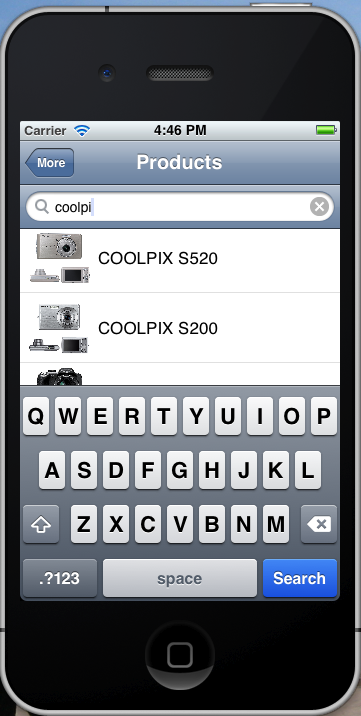 Carrier 4:46 PM
More Products
coolpi
COOLPIX S520
COOLPIX S200
Q W E R T Y U I O P
A S D F G H J K L
Z X C V B N M
.?123 space Search